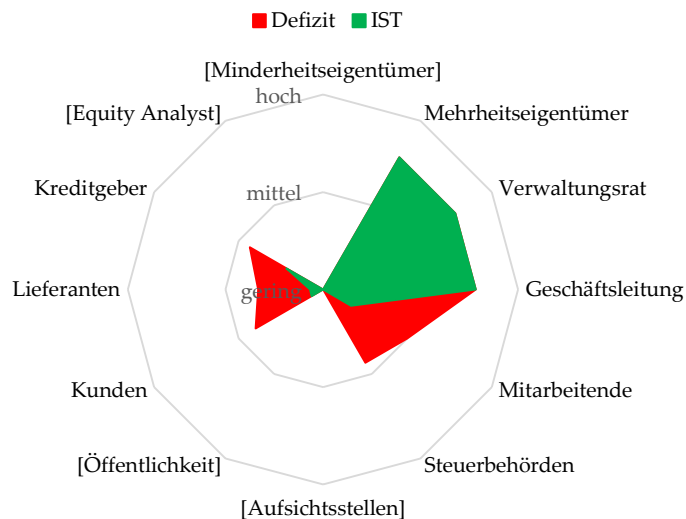 Defizit IST
[Minderheitseigentümer]
hoch
[Equity Analyst]
Mehrheitseigentümer
Kreditgeber
mittel
Verwaltungsrat
Lieferanten
gering
Geschäftsleitung
Kunden
Mitarbeitende
[Öffentlichkeit]
Steuerbehörden
[Aufsichtsstellen]